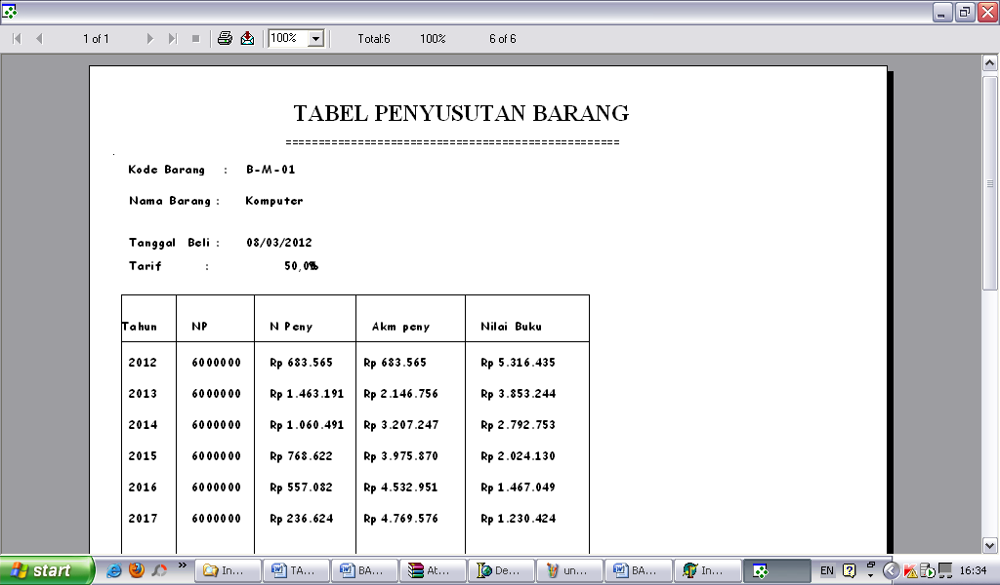 1 of 1 100% Total:6 100% 6 of 6
TABEL PENYUSUTAN BARANG
===================================================
Kode Barang : B-M-01
Nama Barang : Komputer
Tanggal Beli : 08/03/2012
Tarif : 50,0%
Tahun NP N Peny Akm peny Nilai Buku
2012 6000000 Rp 683.565 Rp 683.565 Rp 5.316.435
2013 6000000 Rp 1.463.191 Rp 2.146.756 Rp 3.853.244
2014 6000000 Rp 1.060.491 Rp 3.207.247 Rp 2.792.753
2015 6000000 Rp 768.622 Rp 3.975.870 Rp 2.024.130
2016 6000000 Rp 557.082 Rp 4.532.951 Rp 1.467.049
2017 6000000 Rp 236.624 Rp 4.769.576 Rp 1.230.424
start » In... TA... BA... At... De... un... BA... In... EN 16:34